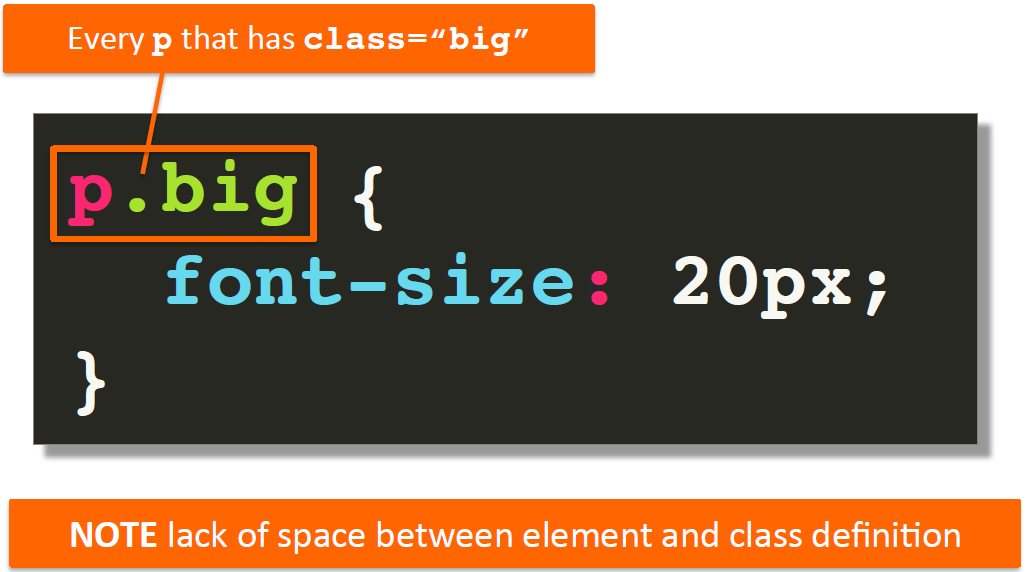 Every p that has class=“big”
p.big {
font-size: 20px;
}
NOTE lack of space between element and class definition